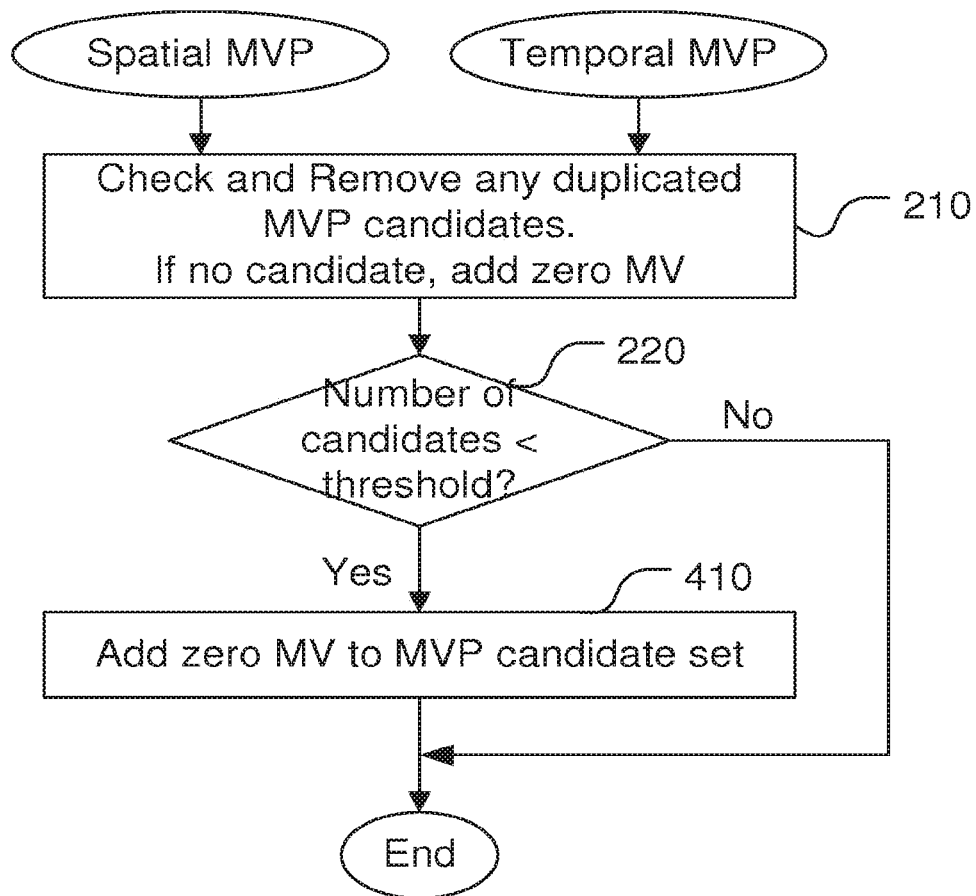 Spatial MVP
Temporal MVP
Check and Remove any duplicated
MVP candidates.
If no candidate, add zero MV
210
220
Number of
candidates <
threshold?
No
Yes
410
Add zero MV to MVP candidate set
End